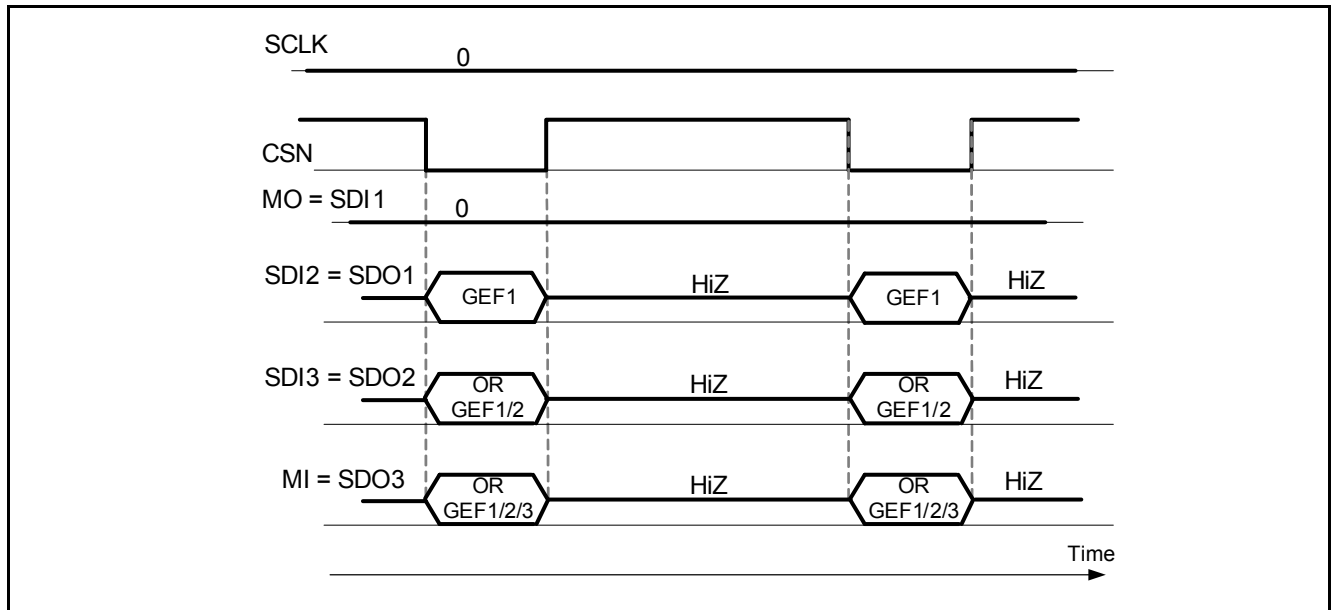 SCLK
0
CSN
MO = SDI1
0
SDI2 = SDO1
GEF1
HiZ
GEF1
HiZ
SDI3 = SDO2
OR
GEF1/2
HiZ
OR
GEF1/2
HiZ
MI = SDO3
OR
GEF1/2/3
HiZ
OR
GEF1/2/3
HiZ
Time